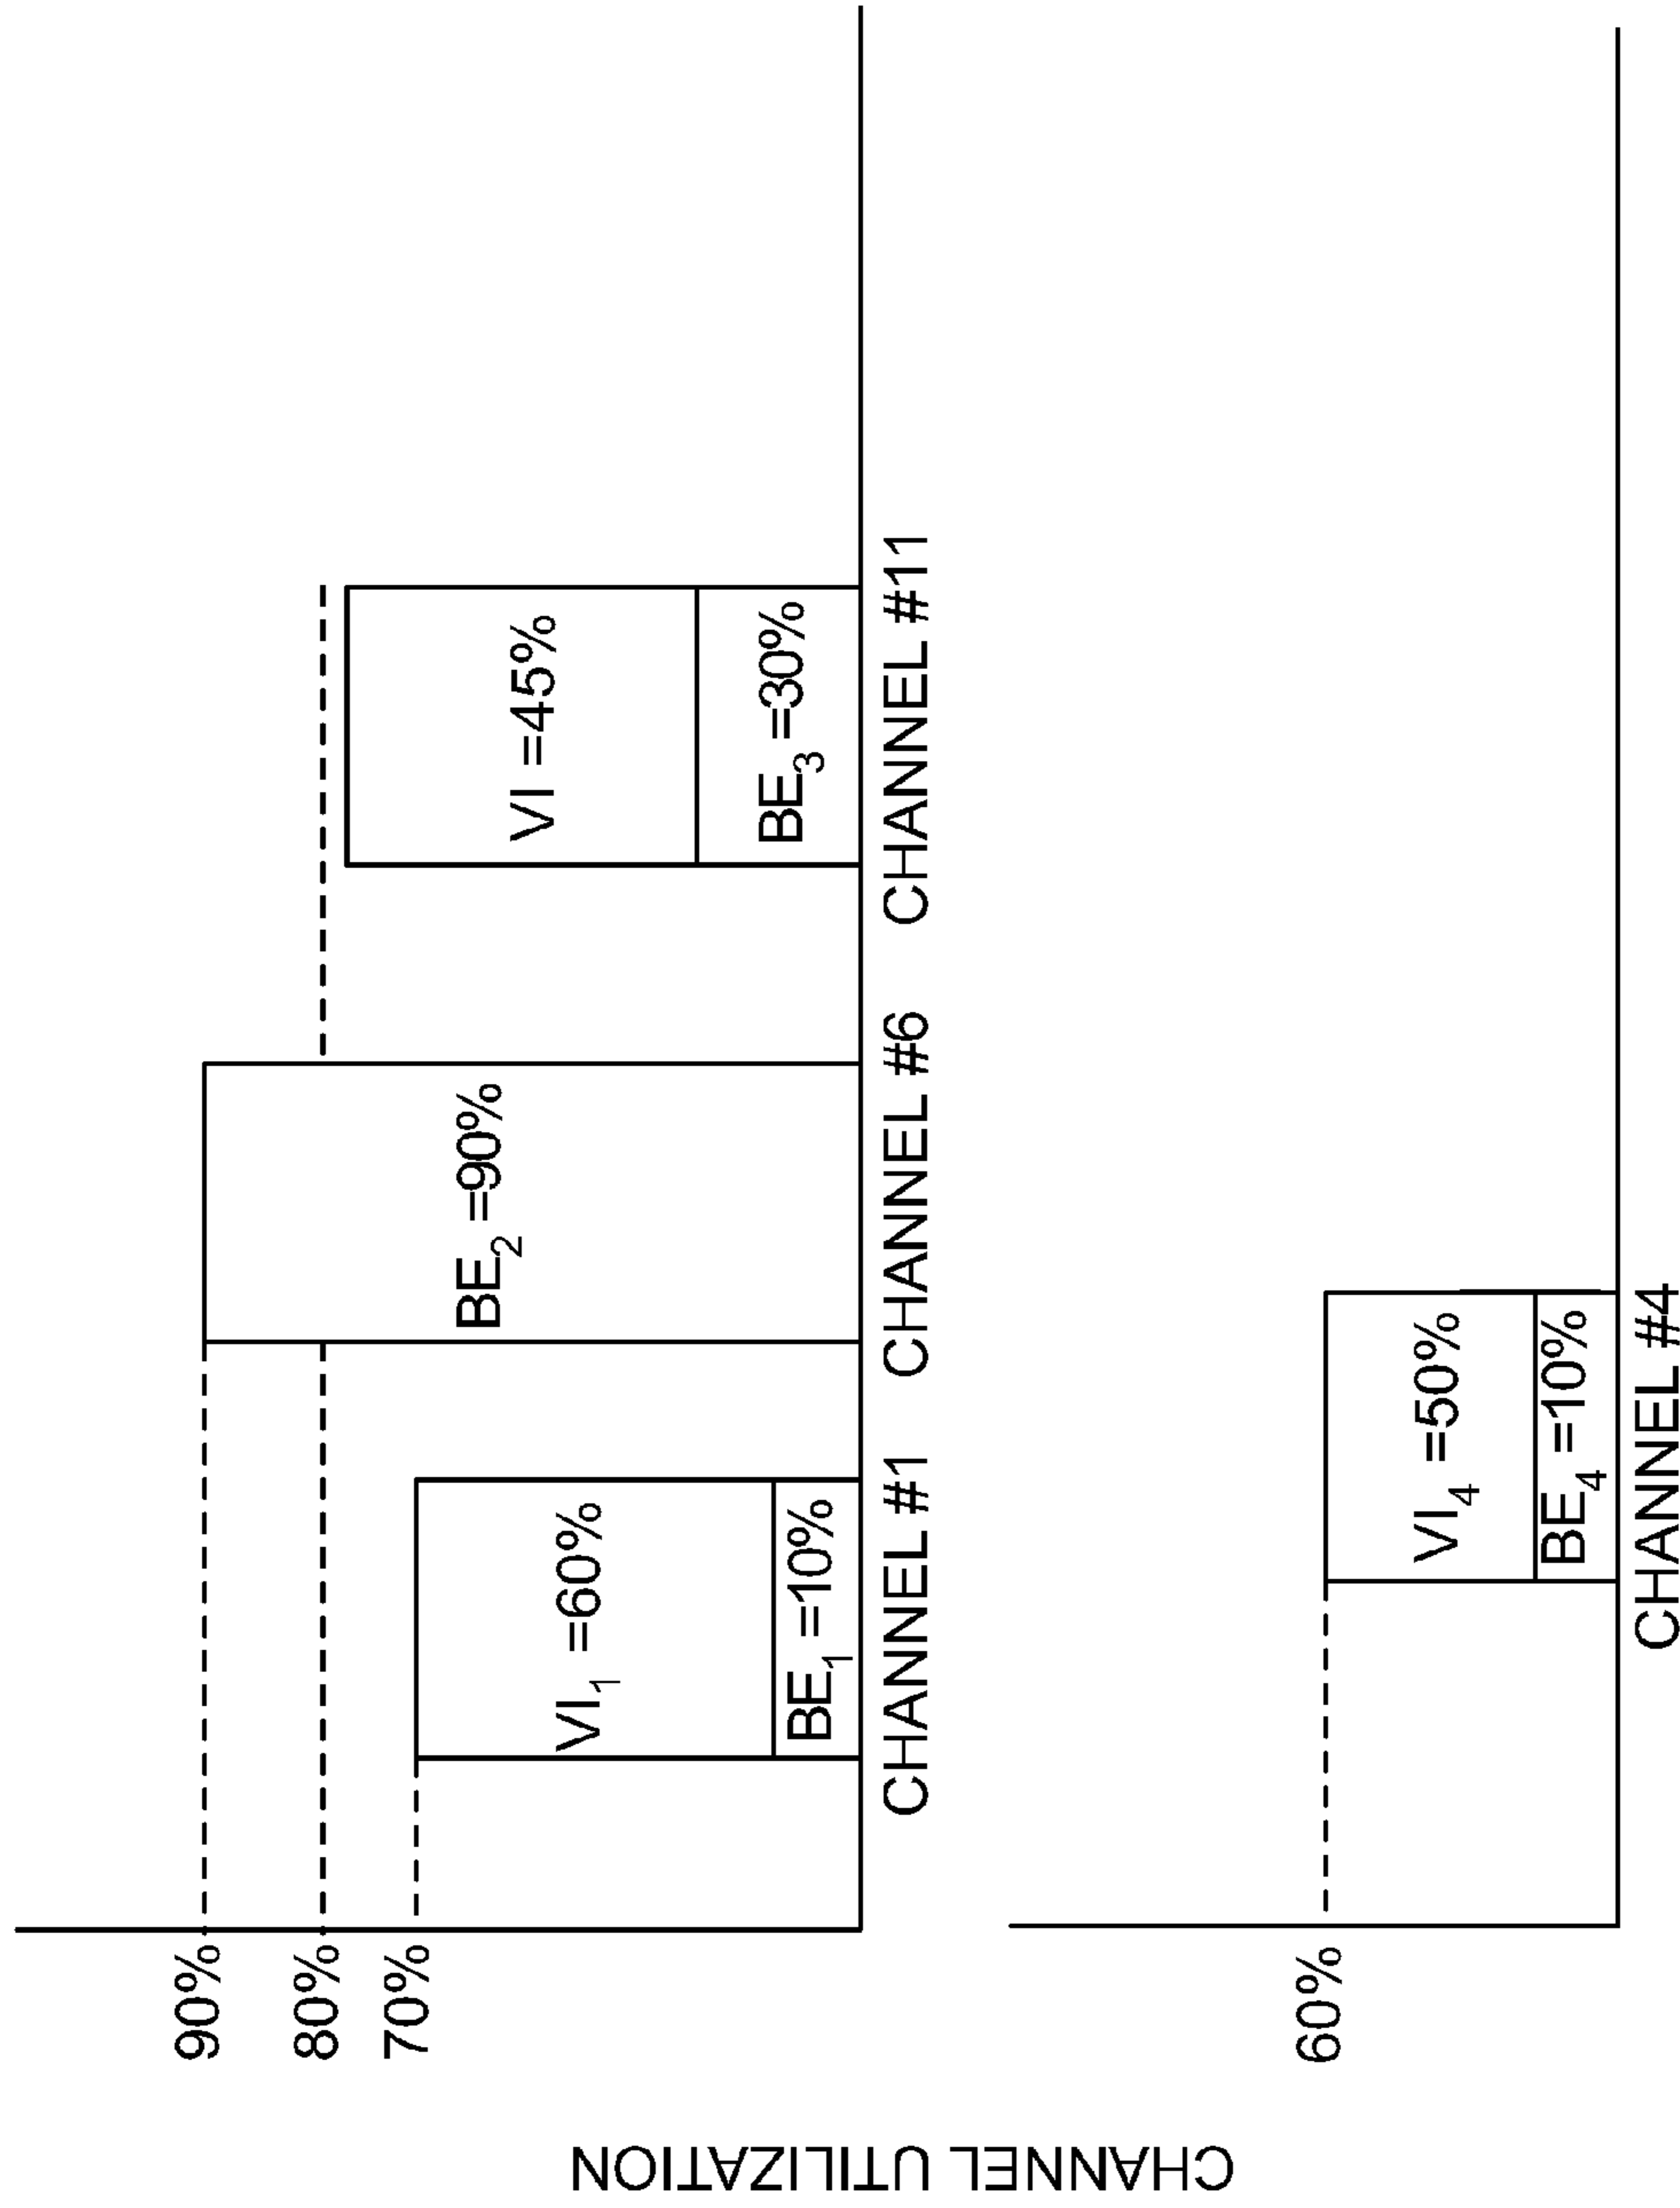 CHANNEL UTILIZATION
90%
80%
70%
VI₁ =60%
BE₁=10%
BE₂=90%
VI =45%
BE₃=30%
CHANNEL #1 CHANNEL #6 CHANNEL #11
60%
VI₄ =50%
BE₄=10%
CHANNEL #4